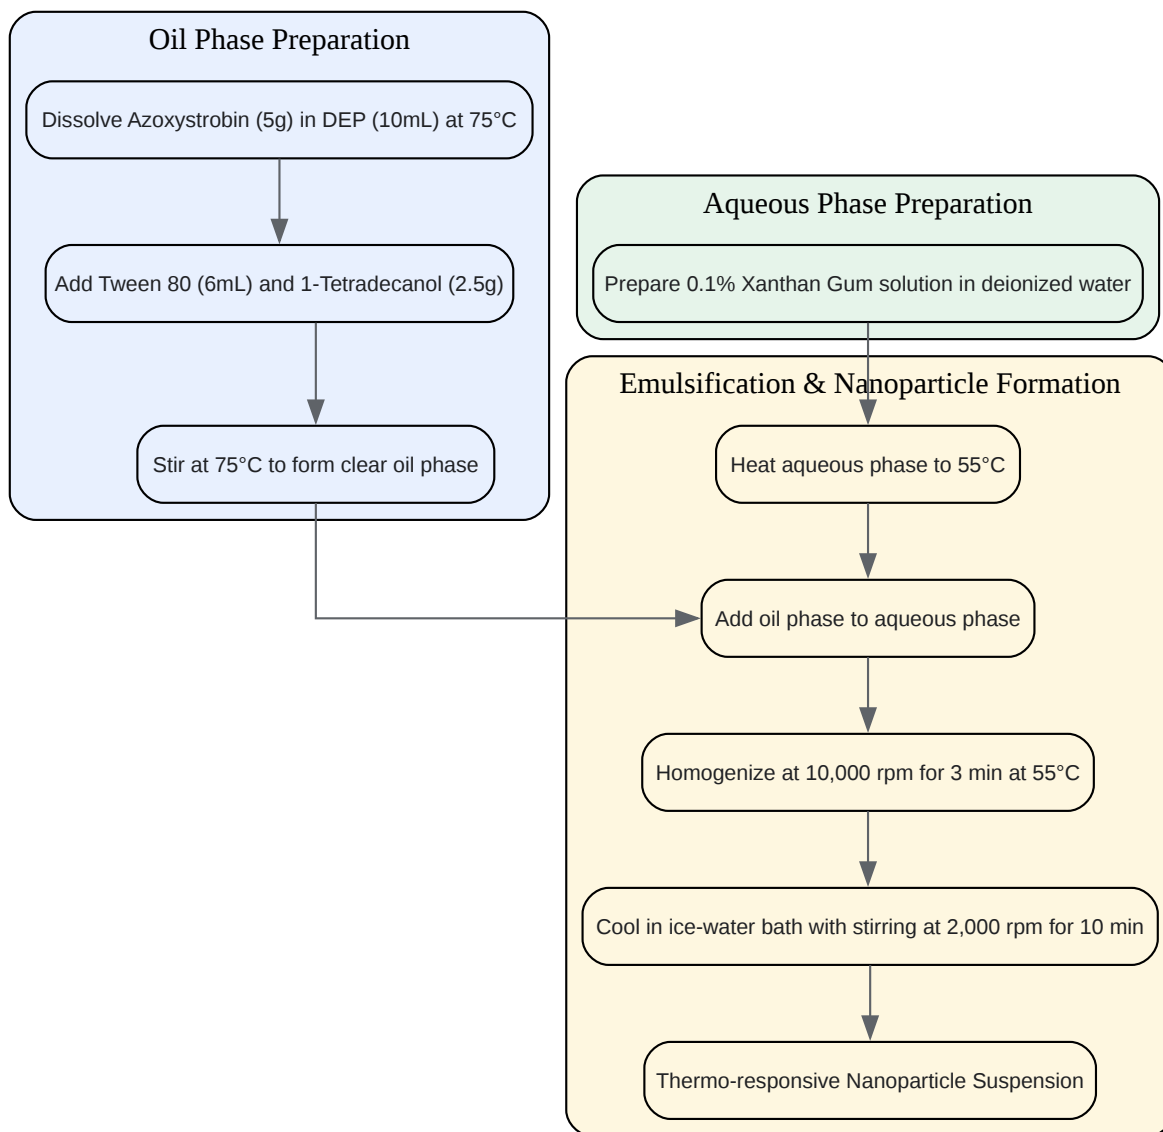 Oil Phase Preparation
Dissolve Azoxystrobin (5g) in DEP (10mL) at 75°C
Add Tween 80 (6mL) and 1-Tetradecanol (2.5g)
Stir at 75°C to form clear oil phase
Aqueous Phase Preparation
Prepare 0.1% Xanthan Gum solution in deionized water
Emulsification & Nanoparticle Formation
Heat aqueous phase to 55°C
Add oil phase to aqueous phase
Homogenize at 10,000 rpm for 3 min at 55°C
Cool in ice-water bath with stirring at 2,000 rpm for 10 min
Thermo-responsive Nanoparticle Suspension